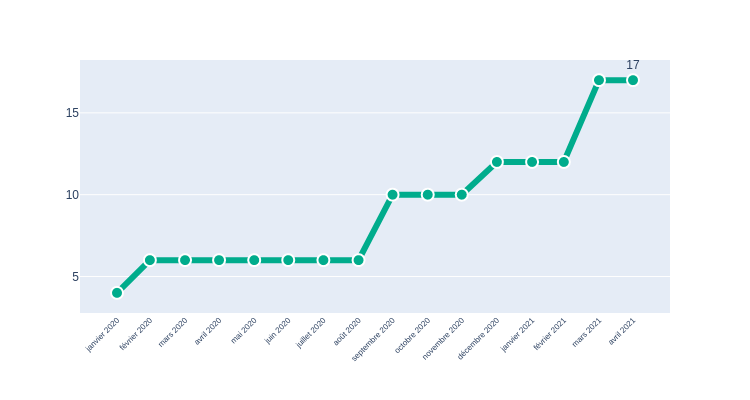 17
15
10
5
janvier 2020
février 2020
mars 2020
avril 2020
mai 2020
juin 2020
juillet 2020
août 2020
septembre 2020
octobre 2020
novembre 2020
décembre 2020
janvier 2021
février 2021
mars 2021
avril 2021